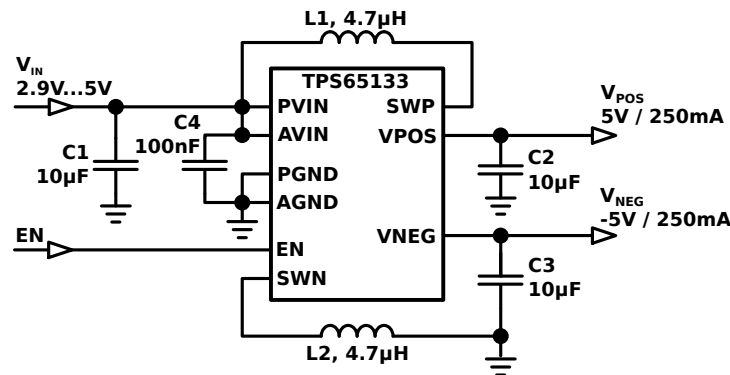 L1, 4.7μH
TPS65133
VIN
2.9V...5V
PVIN
SWP
VPOS
5V / 250mA
C4
100nF
AVIN
VPOS
C1
10μF
PGND
C2
10μF
AGND
VNEG
-5V / 250mA
EN
EN
VNEG
SWN
C3
10μF
L2, 4.7μH